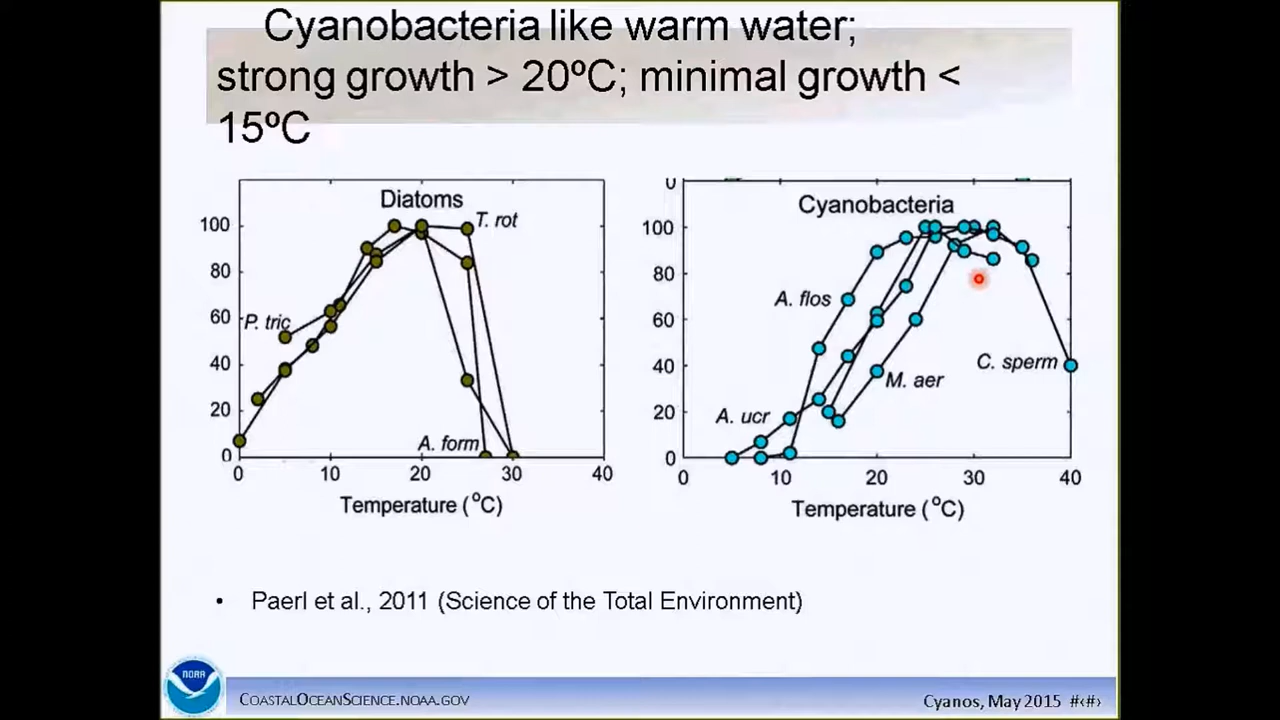 Cyanobacteria like warm water;
strong growth > 20ºC; minimal growth <
15ºC
Diatoms
100
80
60
40
20
0
T. rot
P. tric
A. form
0 10 20 30 40
Temperature (ºC)
Cyanobacteria
100
80
60
40
20
0
A. flos
C. sperm
M. aer
A. ucr
0 10 20 30 40
Temperature (ºC)
• Paerl et al., 2011 (Science of the Total Environment)
NOAA
COASTALOCEANSCIENCE.NOAA.GOV
Cyanos, May 2015 #‹#›